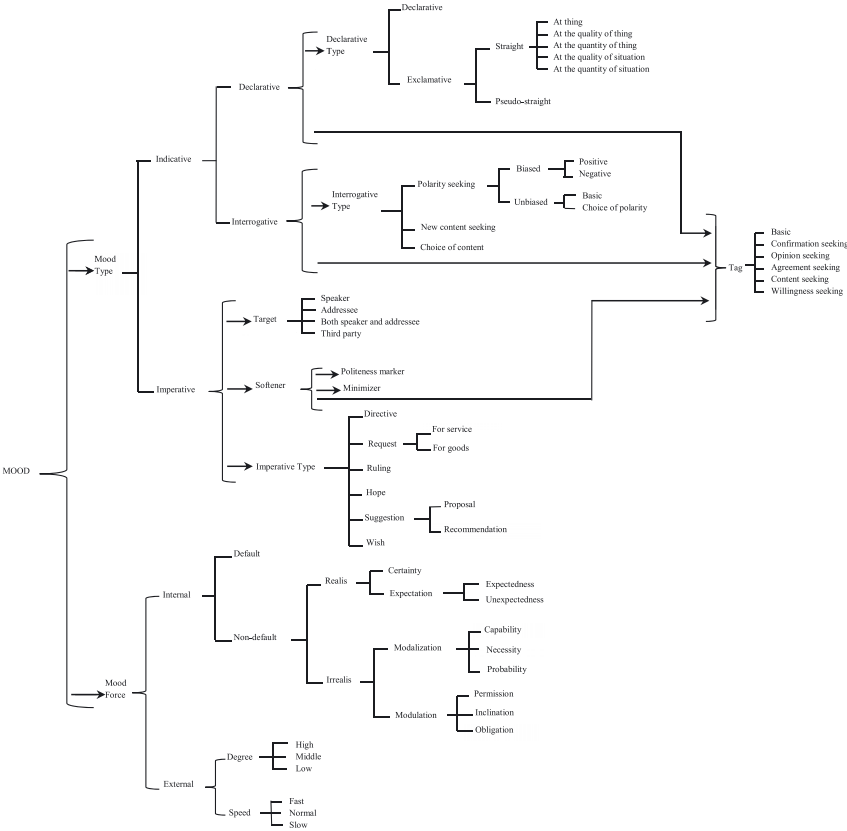 Declarative
Declarative
Type
At thing
At the quality of thing
At the quantity of thing
At the quality of situation
At the quantity of situation
Straight
Exclamative
Declarative
Pseudo-straight
Indicative
Positive
Negative
Biased
Polarity seeking
Interrogative
Type
Unbiased
Basic
Choice of polarity
Interrogative
New content seeking
Choice of content
Basic
Confirmation seeking
Opinion seeking
Agreement seeking
Content seeking
Willingness seeking
Tag
Mood
Type
Speaker
Addressee
Both speaker and addressee
Third party
Target
Politeness marker
Minimizer
Softener
Imperative
Directive
For service
Request
For goods
Imperative Type
Ruling
MOOD
Hope
Proposal
Suggestion
Recommendation
Wish
Default
Certainty
Realis
Expectedness
Expectation
Unexpectedness
Internal
Non-default
Capability
Modalization
Necessity
Probability
Irrealis
Mood
Force
Permission
Modulation
Inclination
Obligation
High
Degree
Middle
Low
External
Fast
Speed
Normal
Slow